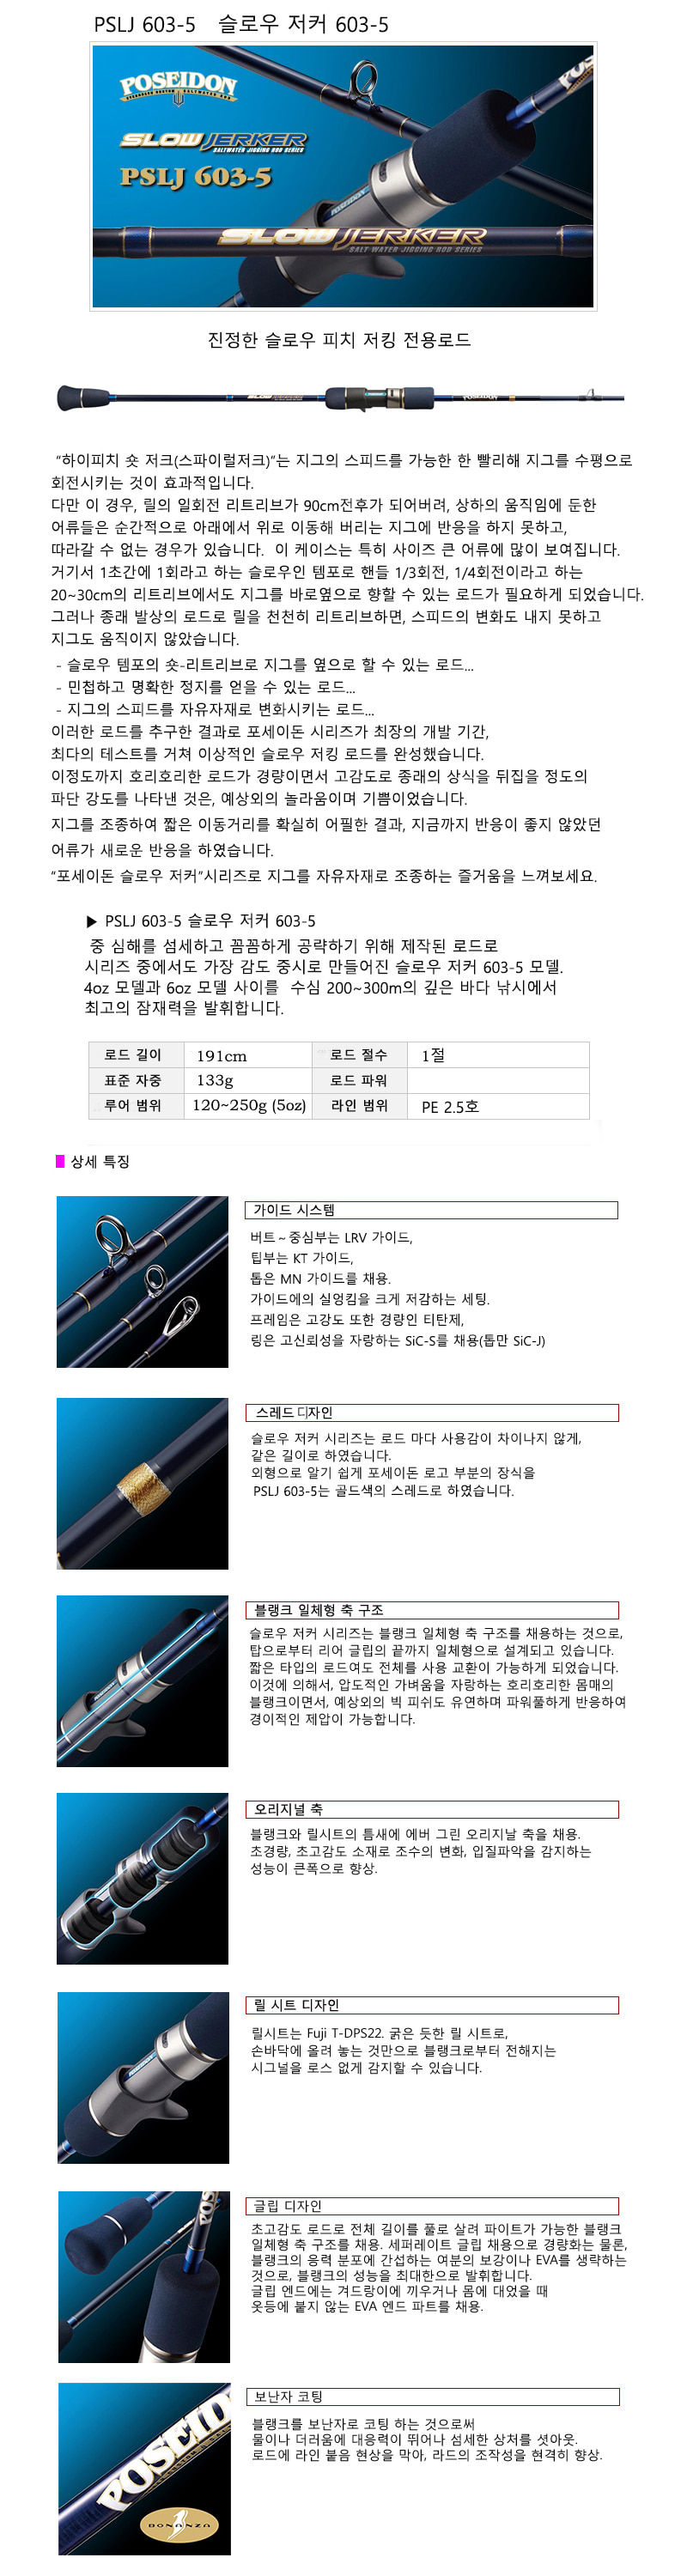 PSLJ 603-5 슬로우 저커 603-5
POSEIDON
SLOW JERKER
SALTWATER JIGGING ROD SERIES
PSLJ 603-5
POSEIDON
SLOW JERKER
SALT WATER JIGGING ROD SERIES
진정한 슬로우 피치 저킹 전용로드
SLOW JERKER
POSEIDON
“하이피치 숏 저크(스파이럴저크)“는 지그의 스피드를 가능한 한 빨리해 지그를 수평으로
회전시키는 것이 효과적입니다.
다만 이 경우, 릴의 일회전 리트리브가 90cm전후가 되어버려, 상하의 움직임에 둔한
어류들은 순간적으로 아래에서 위로 이동해 버리는 지그에 반응을 하지 못하고,
따라갈 수 없는 경우가 있습니다. 이 케이스는 특히 사이즈 큰 어류에 많이 보여집니다.
거기서 1초간에 1회라고 하는 슬로우인 템포로 핸들 1/3회전, 1/4회전이라고 하는
20~30cm의 리트리브에서도 지그를 바로옆으로 향할 수 있는 로드가 필요하게 되었습니다.
그러나 종래 발상의 로드로 릴을 천천히 리트리브하면, 스피드의 변화도 내지 못하고
지그도 움직이지 않았습니다.
- 슬로우 템포의 숏-리트리브로 지그를 옆으로 할 수 있는 로드...
- 민첩하고 명확한 정지를 얻을 수 있는 로드...
- 지그의 스피드를 자유자재로 변화시키는 로드...
이러한 로드를 추구한 결과로 포세이돈 시리즈가 최장의 개발 기간,
최다의 테스트를 거쳐 이상적인 슬로우 저킹 로드를 완성했습니다.
이정도까지 호리호리한 로드가 경량이면서 고감도로 종래의 상식을 뒤집을 정도의
파단 강도를 나타낸 것은, 예상외의 놀라움이며 기쁨이었습니다.
지그를 조종하여 짧은 이동거리를 확실히 어필한 결과, 지금까지 반응이 좋지 않았던
어류가 새로운 반응을 하였습니다.
“포세이돈 슬로우 저커“시리즈로 지그를 자유자재로 조종하는 즐거움을 느껴보세요.
▶ PSLJ 603-5 슬로우 저커 603-5
중 심해를 섬세하고 꼼꼼하게 공략하기 위해 제작된 로드로
시리즈 중에서도 가장 감도 중시로 만들어진 슬로우 저커 603-5 모델.
4oz 모델과 6oz 모델 사이를 수심 200~300m의 깊은 바다 낚시에서
최고의 잠재력을 발휘합니다.
로드 길이 191cm 로드 절수 1절
표준 자중 133g 로드 파워
루어 범위 120~250g (5oz) 라인 범위 PE 2.5호
상세 특징
가이드 시스템
버트～중심부는 LRV 가이드,
팁부는 KT 가이드,
톱은 MN 가이드를 채용.
가이드에의 실엉킴을 크게 저감하는 세팅.
프레임은 고강도 또한 경량인 티탄제,
링은 고신뢰성을 자랑하는 SiC-S를 채용(톱만 SiC-J)
스레드 디자인
슬로우 저커 시리즈는 로드 마다 사용감이 차이나지 않게,
같은 길이로 하였습니다.
외형으로 알기 쉽게 포세이돈 로고 부분의 장식을
PSLJ 603-5는 골드색의 스레드로 하였습니다.
블랭크 일체형 축 구조
슬로우 저커 시리즈는 블랭크 일체형 축 구조를 채용하는 것으로,
탑으로부터 리어 글립의 끝까지 일체형으로 설계되고 있습니다.
짧은 타입의 로드여도 전체를 사용 교환이 가능하게 되었습니다.
이것에 의해서, 압도적인 가벼움을 자랑하는 호리호리한 몸매의
블랭크이면서, 예상외의 빅 피쉬도 유연하며 파워풀하게 반응하여
경이적인 제압이 가능합니다.
오리지널 축
블랭크와 릴시트의 틈새에 에버 그린 오리지날 축을 채용.
초경량, 초고감도 소재로 조수의 변화, 입질파악을 감지하는
성능이 큰폭으로 향상.
릴 시트 디자인
릴시트는 Fuji T-DPS22. 굵은 듯한 릴 시트로,
손바닥에 올려 놓는 것만으로 블랭크로부터 전해지는
시그널을 로스 없게 감지할 수 있습니다.
글립 디자인
초고감도 로드로 전체 길이를 풀로 살려 파이트가 가능한 블랭크
일체형 축 구조를 채용. 세퍼레이트 글립 채용으로 경량화는 물론,
블랭크의 응력 분포에 간섭하는 여분의 보강이나 EVA를 생략하는
것으로, 블랭크의 성능을 최대한으로 발휘합니다.
글립 엔드에는 겨드랑이에 끼우거나 몸에 대었을 때
옷등에 붙지 않는 EVA 엔드 파트를 채용.
보난자 코팅
블랭크를 보난자로 코팅 하는 것으로써
물이나 더러움에 대응력이 뛰어나 섬세한 상처를 셧아웃.
로드에 라인 붙음 현상을 막아, 라드의 조작성을 현격히 향상.
POSEID
BONANZA